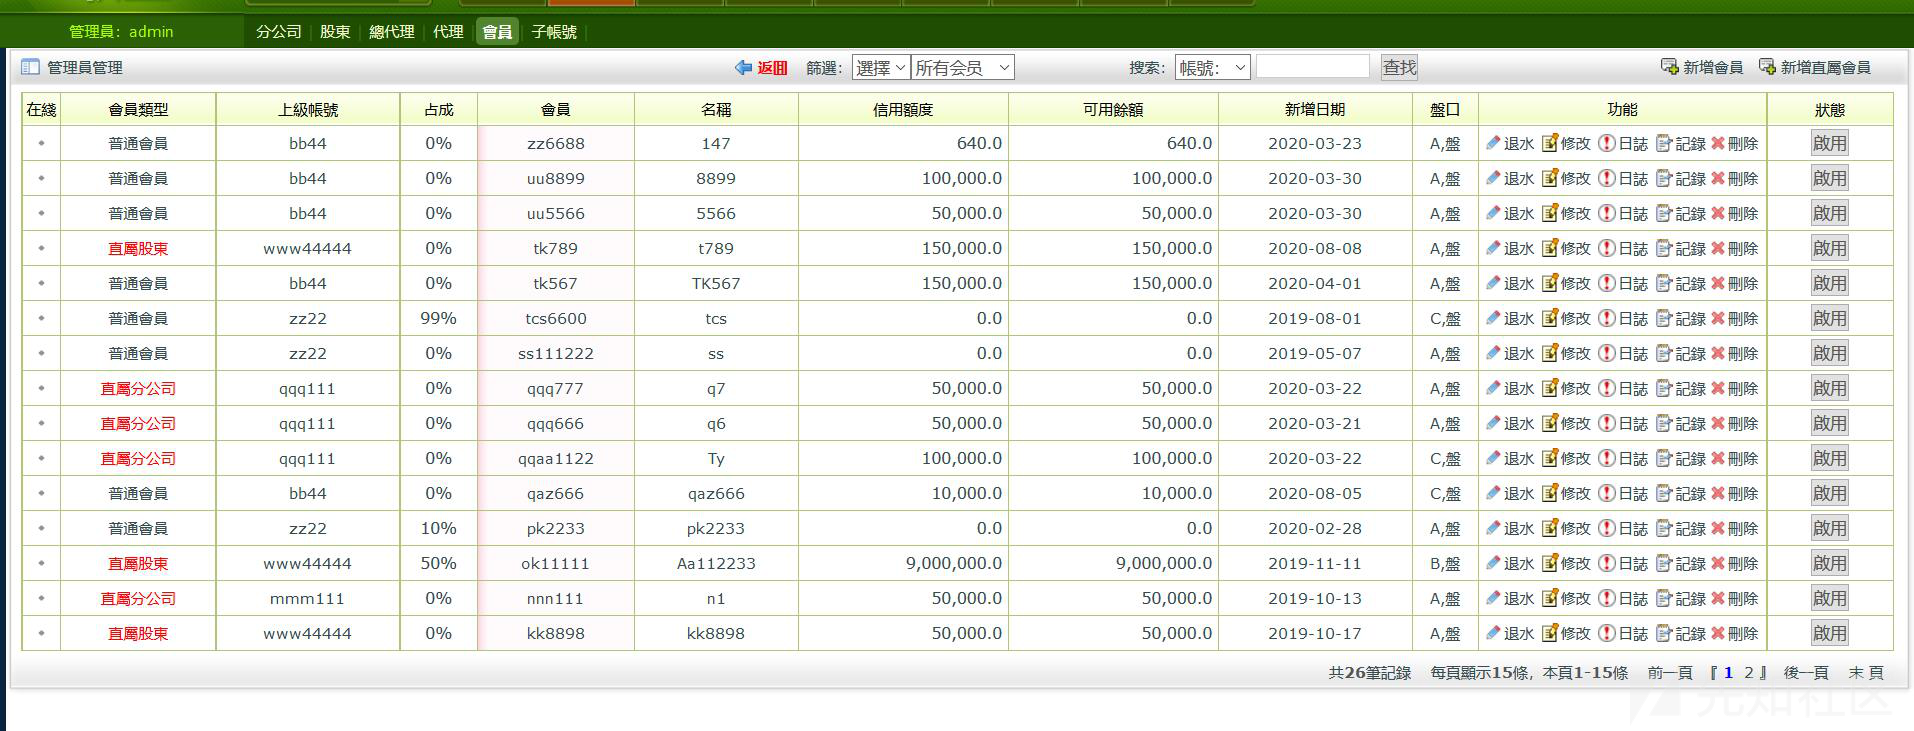 管理員：admin 分公司 股東 總代理 代理 會員 子帳號
管理員管理 返囬 篩選： 選擇 所有会员 搜索： 帳號： 查找 新增會員 新增直屬會員
在綫 會員類型 上級帳號 占成 會員 名稱 信用額度 可用餘額 新增日期 盤口 功能 狀態
普通會員 bb44 0% zz6688 147 640.0 640.0 2020-03-23 A,盤 退水 修改 日誌 記錄 刪除 啟用
普通會員 bb44 0% uu8899 8899 100,000.0 100,000.0 2020-03-30 A,盤 退水 修改 日誌 記錄 刪除 啟用
普通會員 bb44 0% uu5566 5566 50,000.0 50,000.0 2020-03-30 A,盤 退水 修改 日誌 記錄 刪除 啟用
直屬股東 www44444 0% tk789 t789 150,000.0 150,000.0 2020-08-08 A,盤 退水 修改 日誌 記錄 刪除 啟用
普通會員 bb44 0% tk567 TK567 150,000.0 150,000.0 2020-04-01 A,盤 退水 修改 日誌 記錄 刪除 啟用
普通會員 zz22 99% tcs6600 tcs 0.0 0.0 2019-08-01 C,盤 退水 修改 日誌 記錄 刪除 啟用
普通會員 zz22 0% ss111222 ss 0.0 0.0 2019-05-07 A,盤 退水 修改 日誌 記錄 刪除 啟用
直屬分公司 qqq111 0% qqq777 q7 50,000.0 50,000.0 2020-03-22 A,盤 退水 修改 日誌 記錄 刪除 啟用
直屬分公司 qqq111 0% qqq666 q6 50,000.0 50,000.0 2020-03-21 A,盤 退水 修改 日誌 記錄 刪除 啟用
直屬分公司 qqq111 0% qqaa1122 Ty 100,000.0 100,000.0 2020-03-22 C,盤 退水 修改 日誌 記錄 刪除 啟用
普通會員 bb44 0% qaz666 qaz666 10,000.0 10,000.0 2020-08-05 C,盤 退水 修改 日誌 記錄 刪除 啟用
普通會員 zz22 10% pk2233 pk2233 0.0 0.0 2020-02-28 A,盤 退水 修改 日誌 記錄 刪除 啟用
直屬股東 www44444 50% ok11111 Aa112233 9,000,000.0 9,000,000.0 2019-11-11 B,盤 退水 修改 日誌 記錄 刪除 啟用
直屬分公司 mmm111 0% nnn111 n1 50,000.0 50,000.0 2019-10-13 A,盤 退水 修改 日誌 記錄 刪除 啟用
直屬股東 www44444 0% kk8898 kk8898 50,000.0 50,000.0 2019-10-17 A,盤 退水 修改 日誌 記錄 刪除 啟用
共26筆記錄 每頁顯示15條，本頁1-15條 前一頁 『 1 2 』 後一頁 末 頁
先知社区